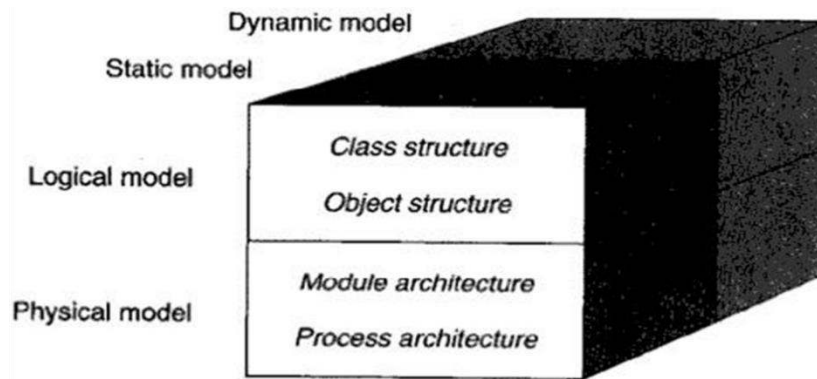 Dynamic model
Static model
Class structure
Logical model
Object structure
Module architecture
Physical model
Process architecture